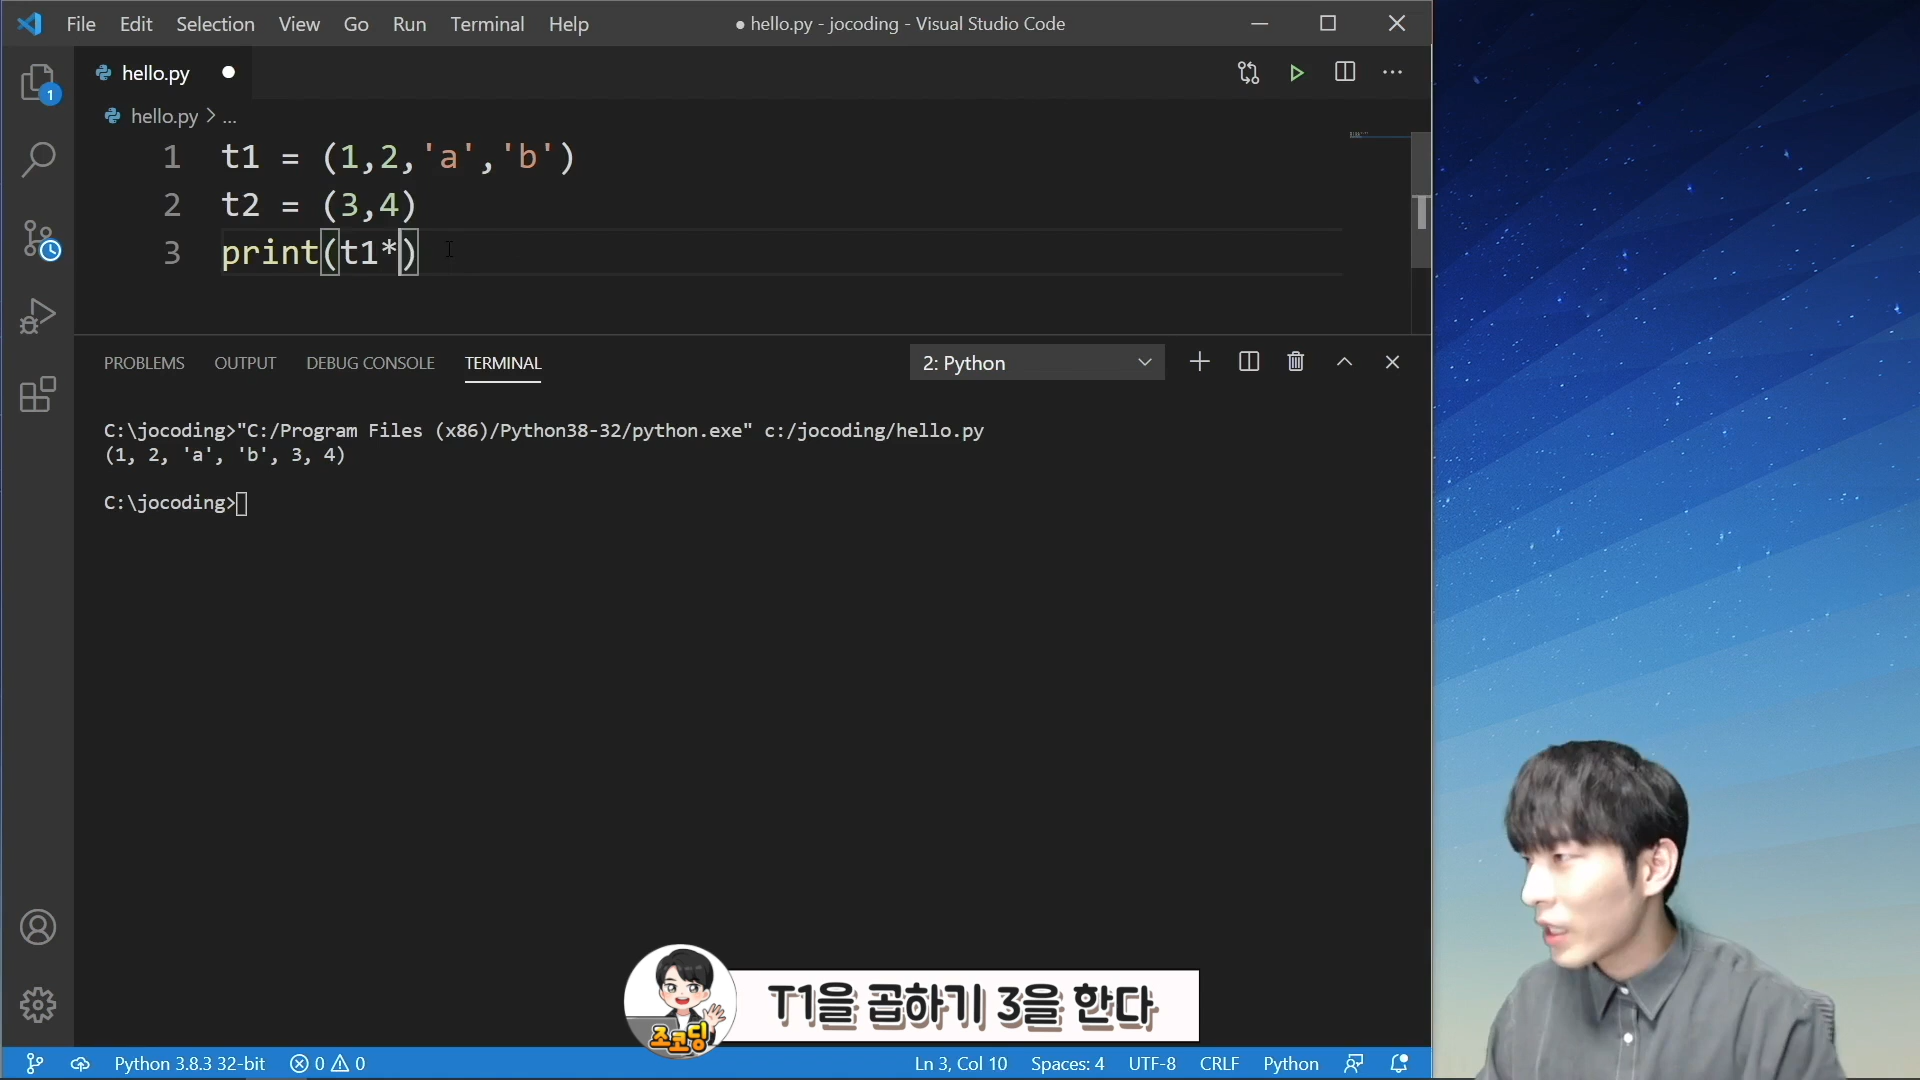 File Edit Selection View Go Run Terminal Help
● hello.py - jocoding - Visual Studio Code
hello.py
1
hello.py > ...
1 t1 = (1,2,'a','b')
2 t2 = (3,4)
3 print(t1*)
PROBLEMS OUTPUT DEBUG CONSOLE TERMINAL
2: Python
C:\jocoding>"C:/Program Files (x86)/Python38-32/python.exe" c:/jocoding/hello.py
(1, 2, 'a', 'b', 3, 4)
C:\jocoding>
조코딩
T1을 곱하기 3을 한다
Python 3.8.3 32-bit 0 0
Ln 3, Col 10 Spaces: 4 UTF-8 CRLF Python